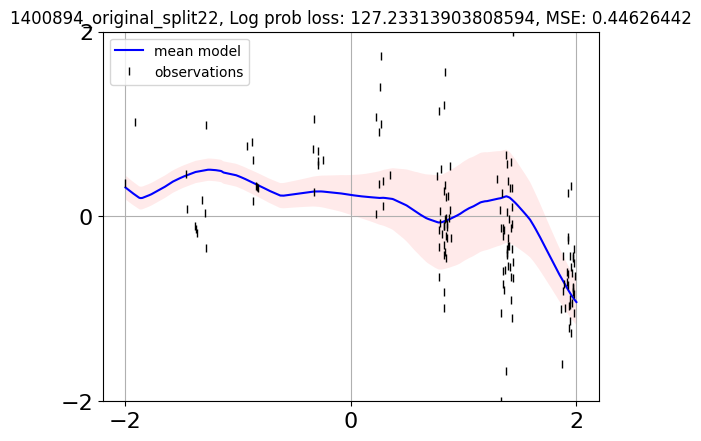 1400894_original_split22, Log prob loss: 127.23313903808594, MSE: 0.44626442
2
mean model
observations
0
−2
−2
0
2